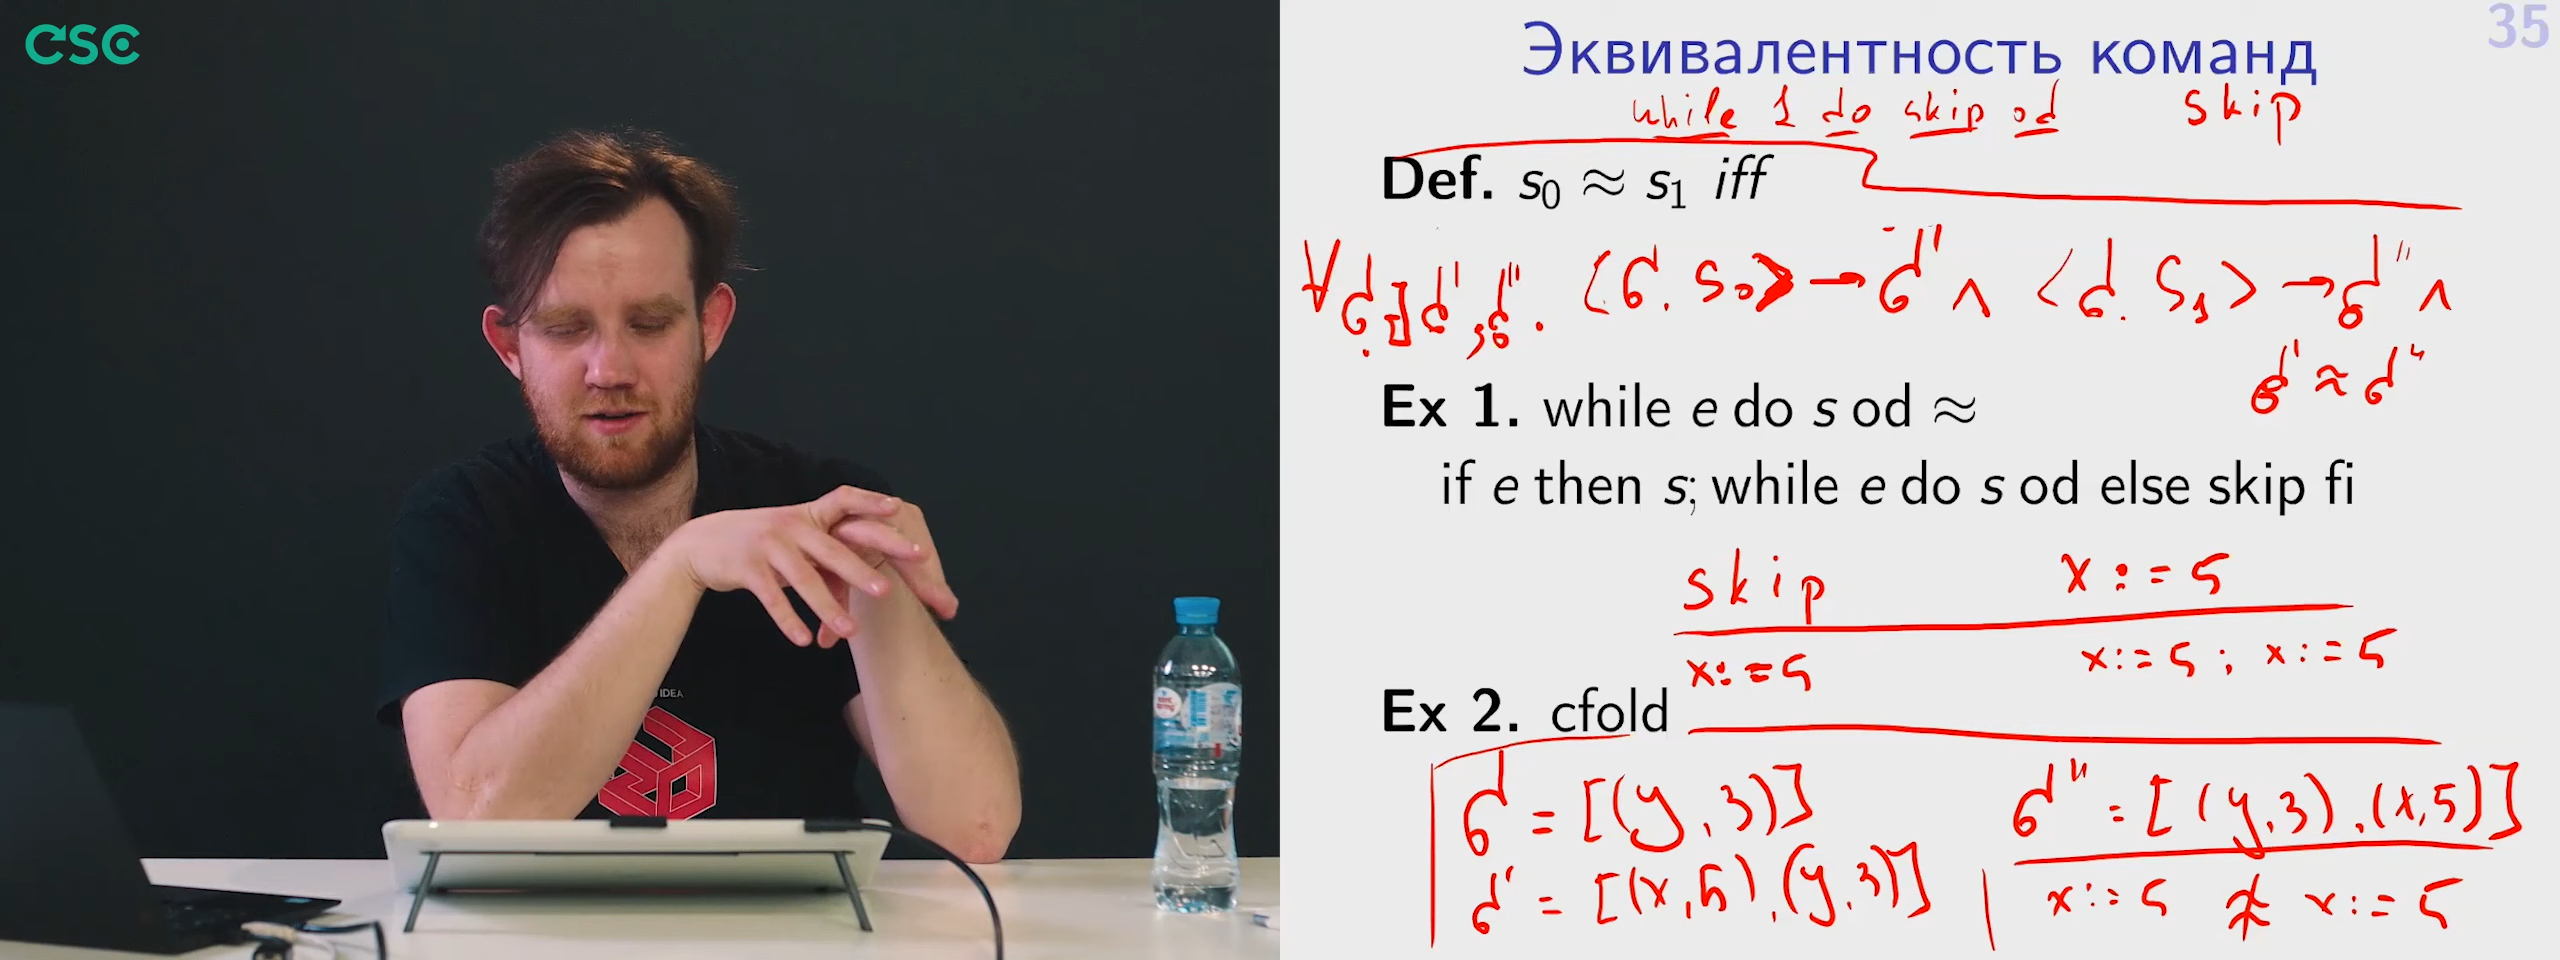 CSC
35
Эквивалентность команд
while 1 do skip od skip
Def. s₀ ≈ s₁ iff
∀σ.∃σ',σ''. ⟨σ. S₀⟩ → σ' ∧ ⟨σ. S₁⟩ → σ'' ∧
σ' ≈ σ''
Ex 1. while e do s od ≈
if e then s; while e do s od else skip fi
skip x := 5
x := 5 x := 5 ; x := 5
Ex 2. cfold
σ = [(y,3)] σ'' = [(y,3),(x,5)]
σ' = [(x,5),(y,3)] x := 5 ≉ x := 5
IDEA